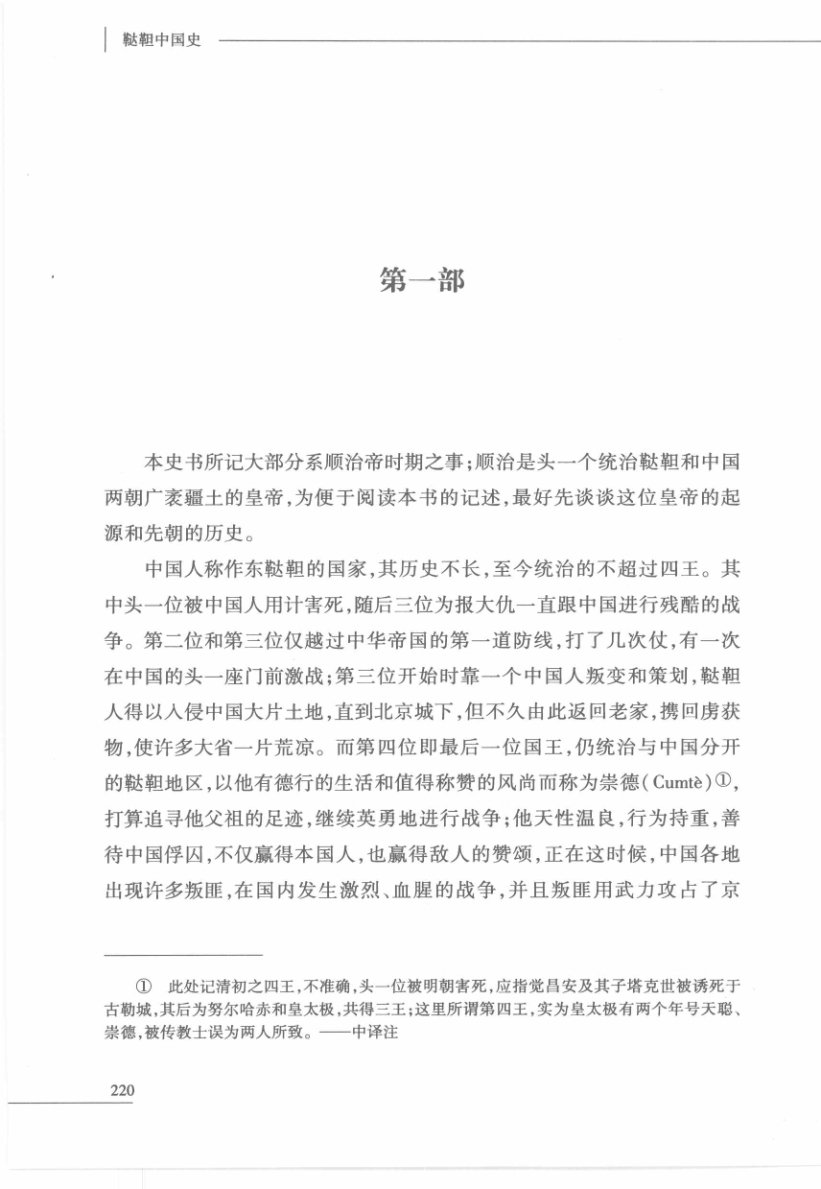 鞑靼中国史
第一部
本史书所记大部分系顺治帝时期之事;顺治是头一个统治鞑靼和中国
两朝广袤疆土的皇帝,为便于阅读本书的记述,最好先谈谈这位皇帝的起
源和先朝的历史。
中国人称作东鞑靼的国家,其历史不长,至今统治的不超过四王。其
中头一位被中国人用计害死,随后三位为报大仇一直跟中国进行残酷的战
争。第二位和第三位仅越过中华帝国的第一道防线,打了几次仗,有一次
在中国的头一座门前激战;第三位开始时靠一个中国人叛变和策划,鞑靼
人得以入侵中国大片土地,直到北京城下,但不久由此返回老家,携回虏获
物,使许多大省一片荒凉。而第四位即最后一位国王,仍统治与中国分开
的鞑靼地区,以他有德行的生活和值得称赞的风尚而称为崇德(Cumtè)①,
打算追寻他父祖的足迹,继续英勇地进行战争;他天性温良,行为持重,善
待中国俘囚,不仅赢得本国人,也赢得敌人的赞颂,正在这时候,中国各地
出现许多叛匪,在国内发生激烈、血腥的战争,并且叛匪用武力攻占了京
① 此处记清初之四王,不准确,头一位被明朝害死,应指觉昌安及其子塔克世被诱死于
古勒城,其后为努尔哈赤和皇太极,共得三王;这里所谓第四王,实为皇太极有两个年号天聪、
崇德,被传教士误为两人所致。——中译注
220